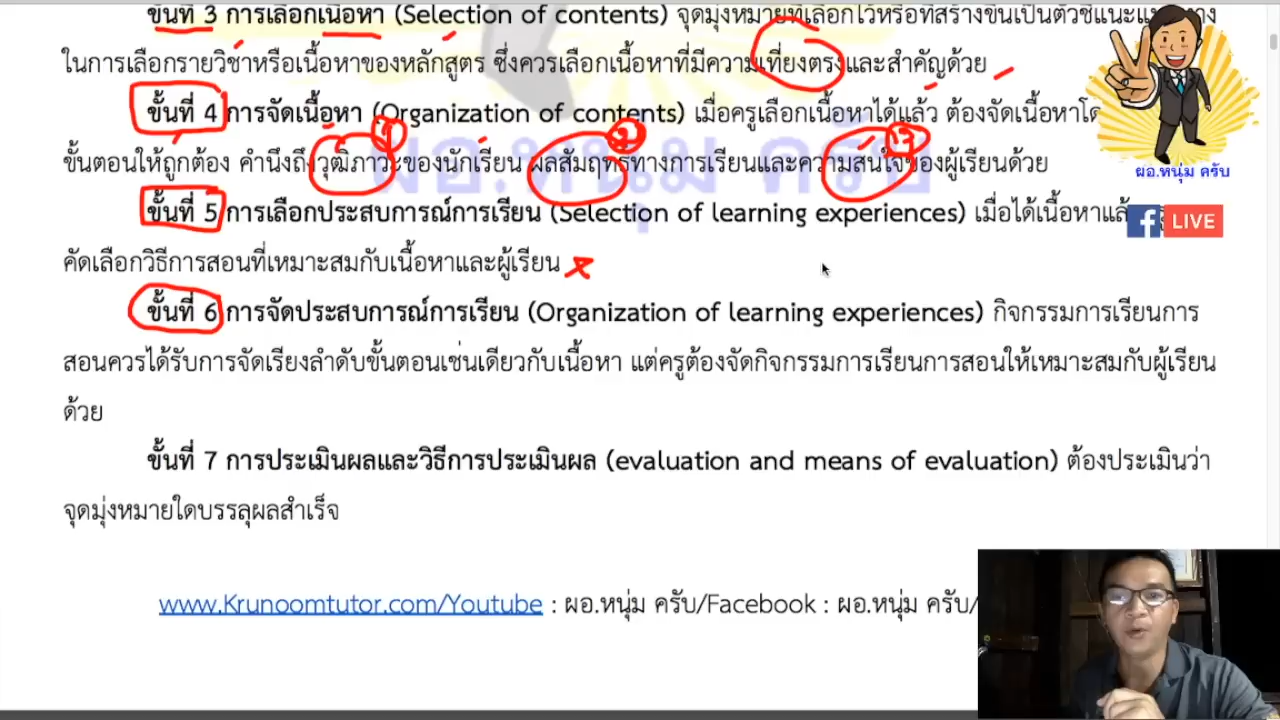 ขั้นที่ 3 การเลือกเนื้อหา (Selection of contents) จุดมุ่งหมายที่เลือกไว้หรือที่สร้างขึ้นเป็นตัวชี้แนะแนวทาง
ในการเลือกรายวิชาหรือเนื้อหาของหลักสูตร ซึ่งควรเลือกเนื้อหาที่มีความเที่ยงตรงและสำคัญด้วย
ขั้นที่ 4 การจัดเนื้อหา (Organization of contents) เมื่อครูเลือกเนื้อหาได้แล้ว ต้องจัดเนื้อหาโด
ขั้นตอนให้ถูกต้อง คำนึงถึงวุฒิภาวะของนักเรียน ผลสัมฤทธิ์ทางการเรียนและความสนใจของผู้เรียนด้วย
ผอ.หนุ่ม ครับ
ผอ.หนุ่ม ครับ
ขั้นที่ 5 การเลือกประสบการณ์การเรียน (Selection of learning experiences) เมื่อได้เนื้อหาแล้
f LIVE
คัดเลือกวิธีการสอนที่เหมาะสมกับเนื้อหาและผู้เรียน
ขั้นที่ 6 การจัดประสบการณ์การเรียน (Organization of learning experiences) กิจกรรมการเรียนการ
สอนควรได้รับการจัดเรียงลำดับขั้นตอนเช่นเดียวกับเนื้อหา แต่ครูต้องจัดกิจกรรมการเรียนการสอนให้เหมาะสมกับผู้เรียน
ด้วย
ขั้นที่ 7 การประเมินผลและวิธีการประเมินผล (evaluation and means of evaluation) ต้องประเมินว่า
จุดมุ่งหมายใดบรรลุผลสำเร็จ
www.Krunoomtutor.com/Youtube : ผอ.หนุ่ม ครับ/Facebook : ผอ.หนุ่ม ครับ/